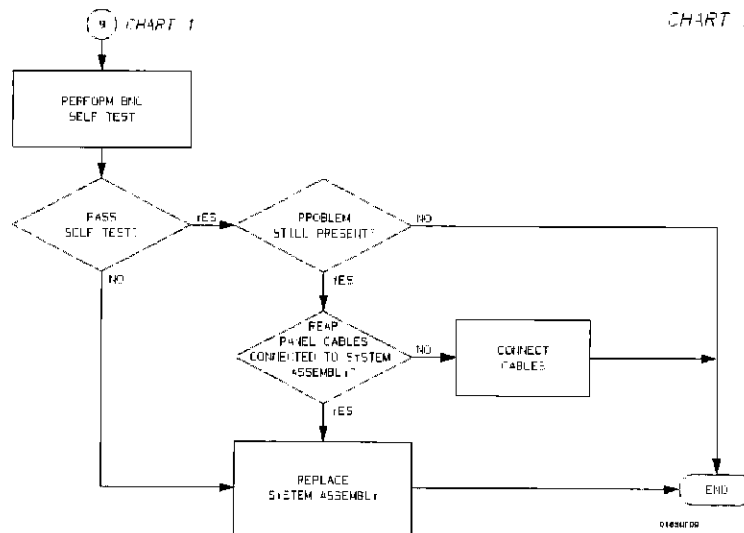 9 CHART 1
CHART
PERFORM BNC
SELF TEST
PASS
SELF TEST?
YES
NO
PROBLEM
STILL PRESENT?
NO
YES
REAR
PANEL CABLES
CONNECTED TO SYSTEM
ASSEMBLY?
NO
CONNECT
CABLES
YES
REPLACE
SYSTEM ASSEMBLY
END